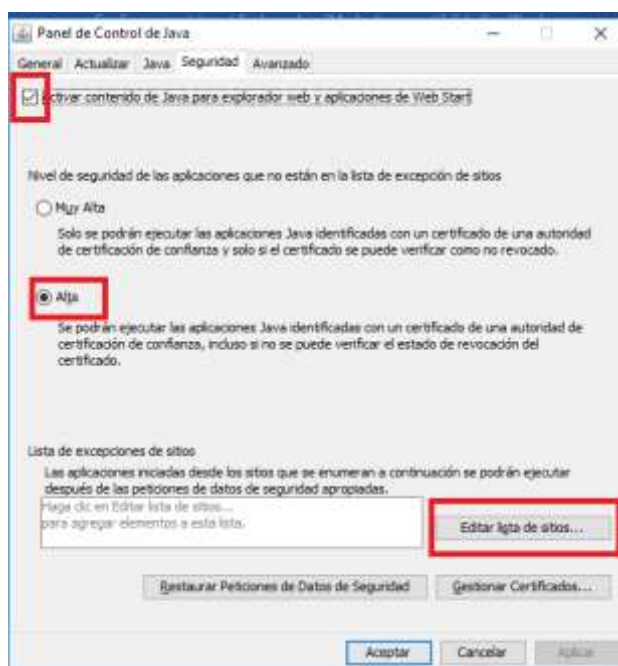 Panel de Control de Java
General Actualizar Java Seguridad Avanzado
Activar contenido de Java para explorador web y aplicaciones de Web Start
Nivel de seguridad de las aplicaciones que no están en la lista de excepción de sitios
Muy Alta
Solo se podrán ejecutar las aplicaciones Java identificadas con un certificado de una autoridad
de certificación de confianza y solo si el certificado se puede verificar como no revocado.
Alta
Se podrán ejecutar las aplicaciones Java identificadas con un certificado de una autoridad de
certificación de confianza, incluso si no se puede verificar el estado de revocación del
certificado.
Lista de excepciones de sitios
Las aplicaciones iniciadas desde los sitios que se enumeran a continuación se podrán ejecutar
después de las peticiones de datos de seguridad apropiadas.
Haga clic en Editar lista de sitios...
para agregar elementos a esta lista.
Editar lista de sitios...
Restaurar Peticiones de Datos de Seguridad Gestionar Certificados...
Aceptar Cancelar Aplicar